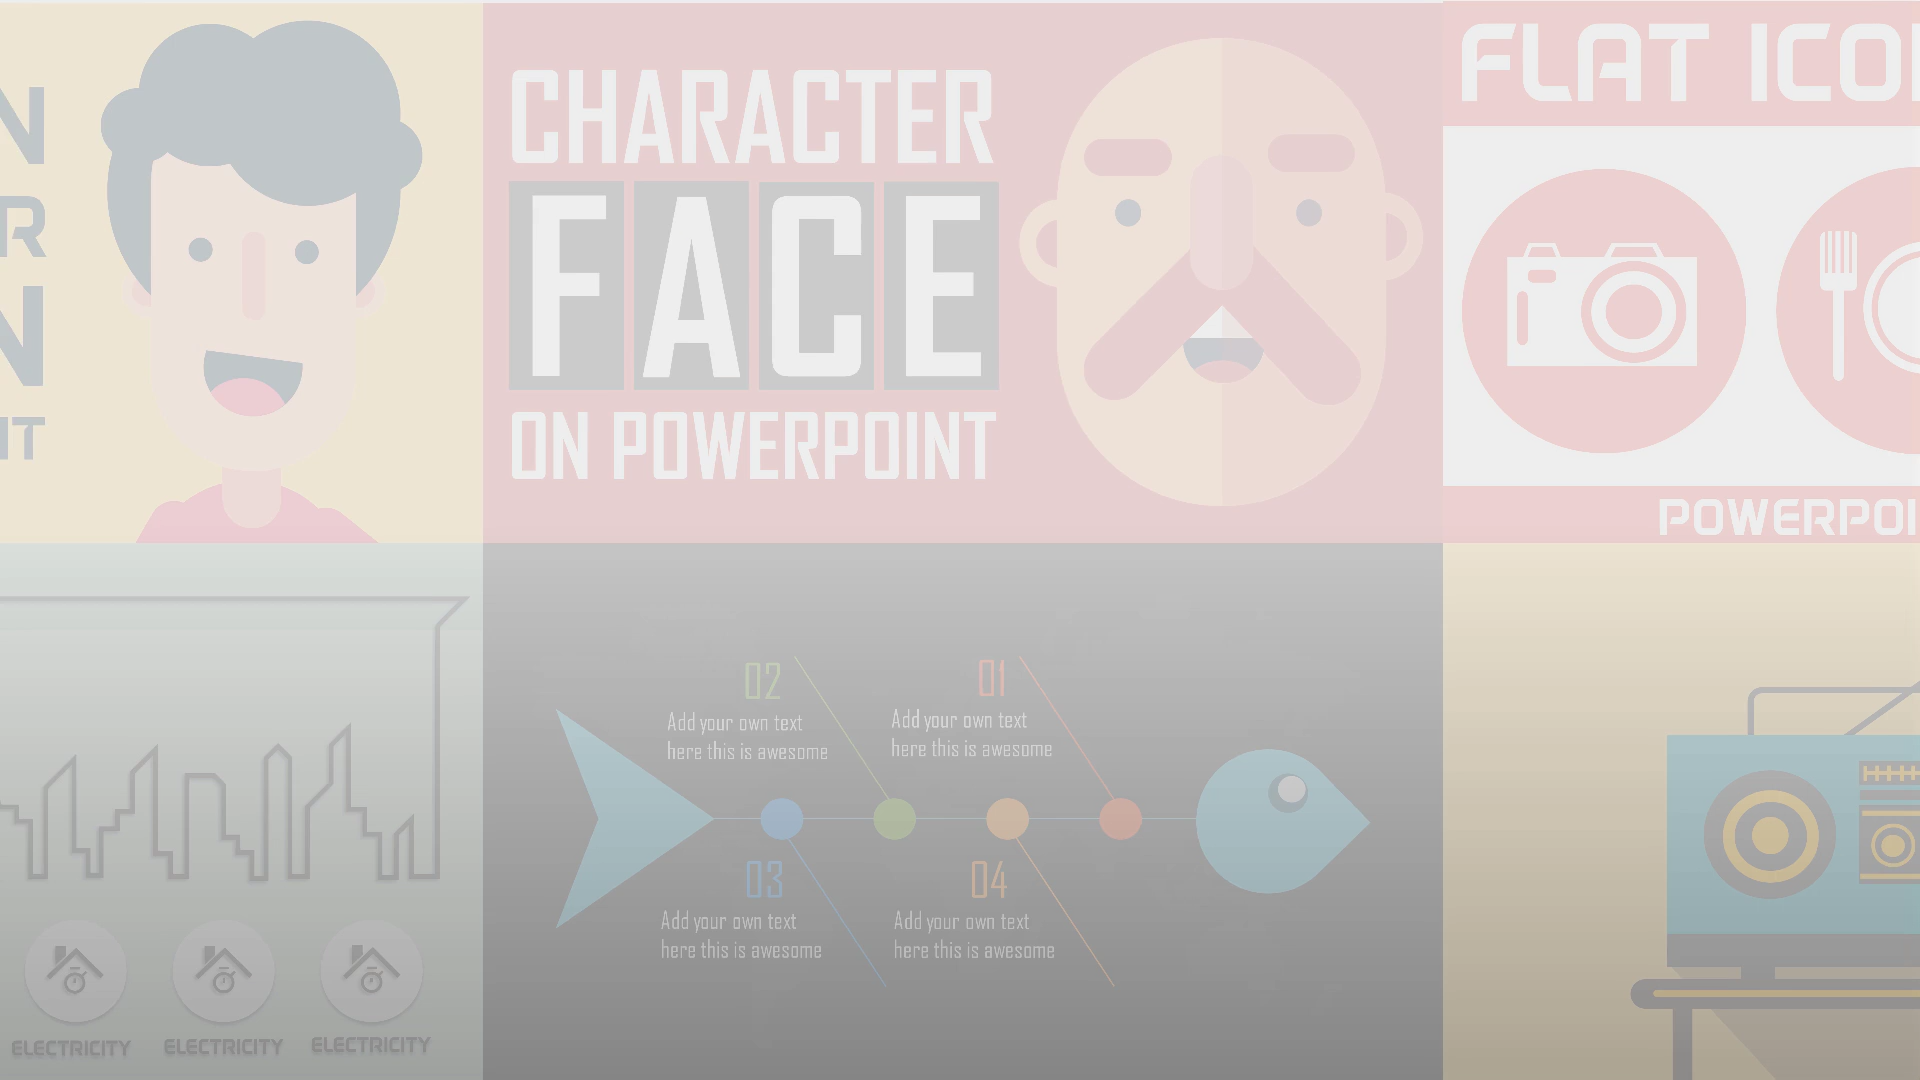 N
R
N
NT
CHARACTER
FACE
ON POWERPOINT
FLAT ICO
POWERPOI
02
Add your own text
here this is awesome
01
Add your own text
here this is awesome
03
Add your own text
here this is awesome
04
Add your own text
here this is awesome
ELECTRICITY
ELECTRICITY
ELECTRICITY